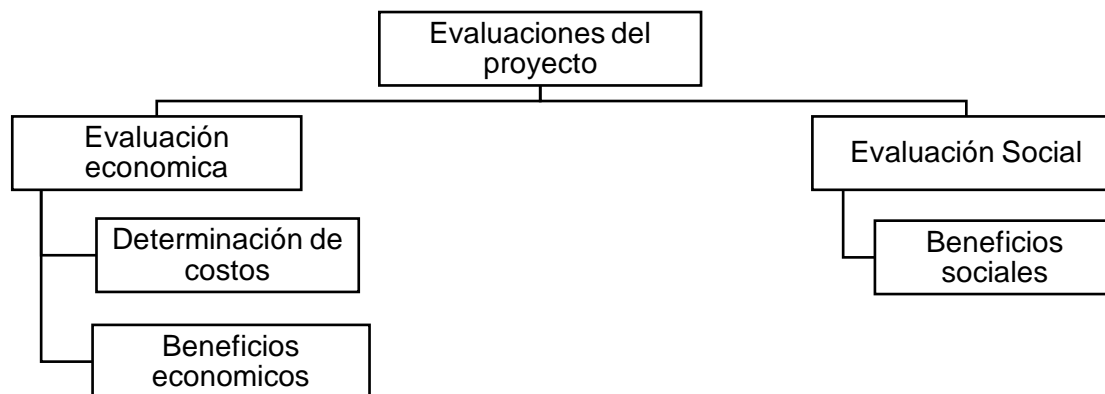 Evaluaciones del
proyecto
Evaluación
economica
Evaluación Social
Determinación de
costos
Beneficios
sociales
Beneficios
economicos